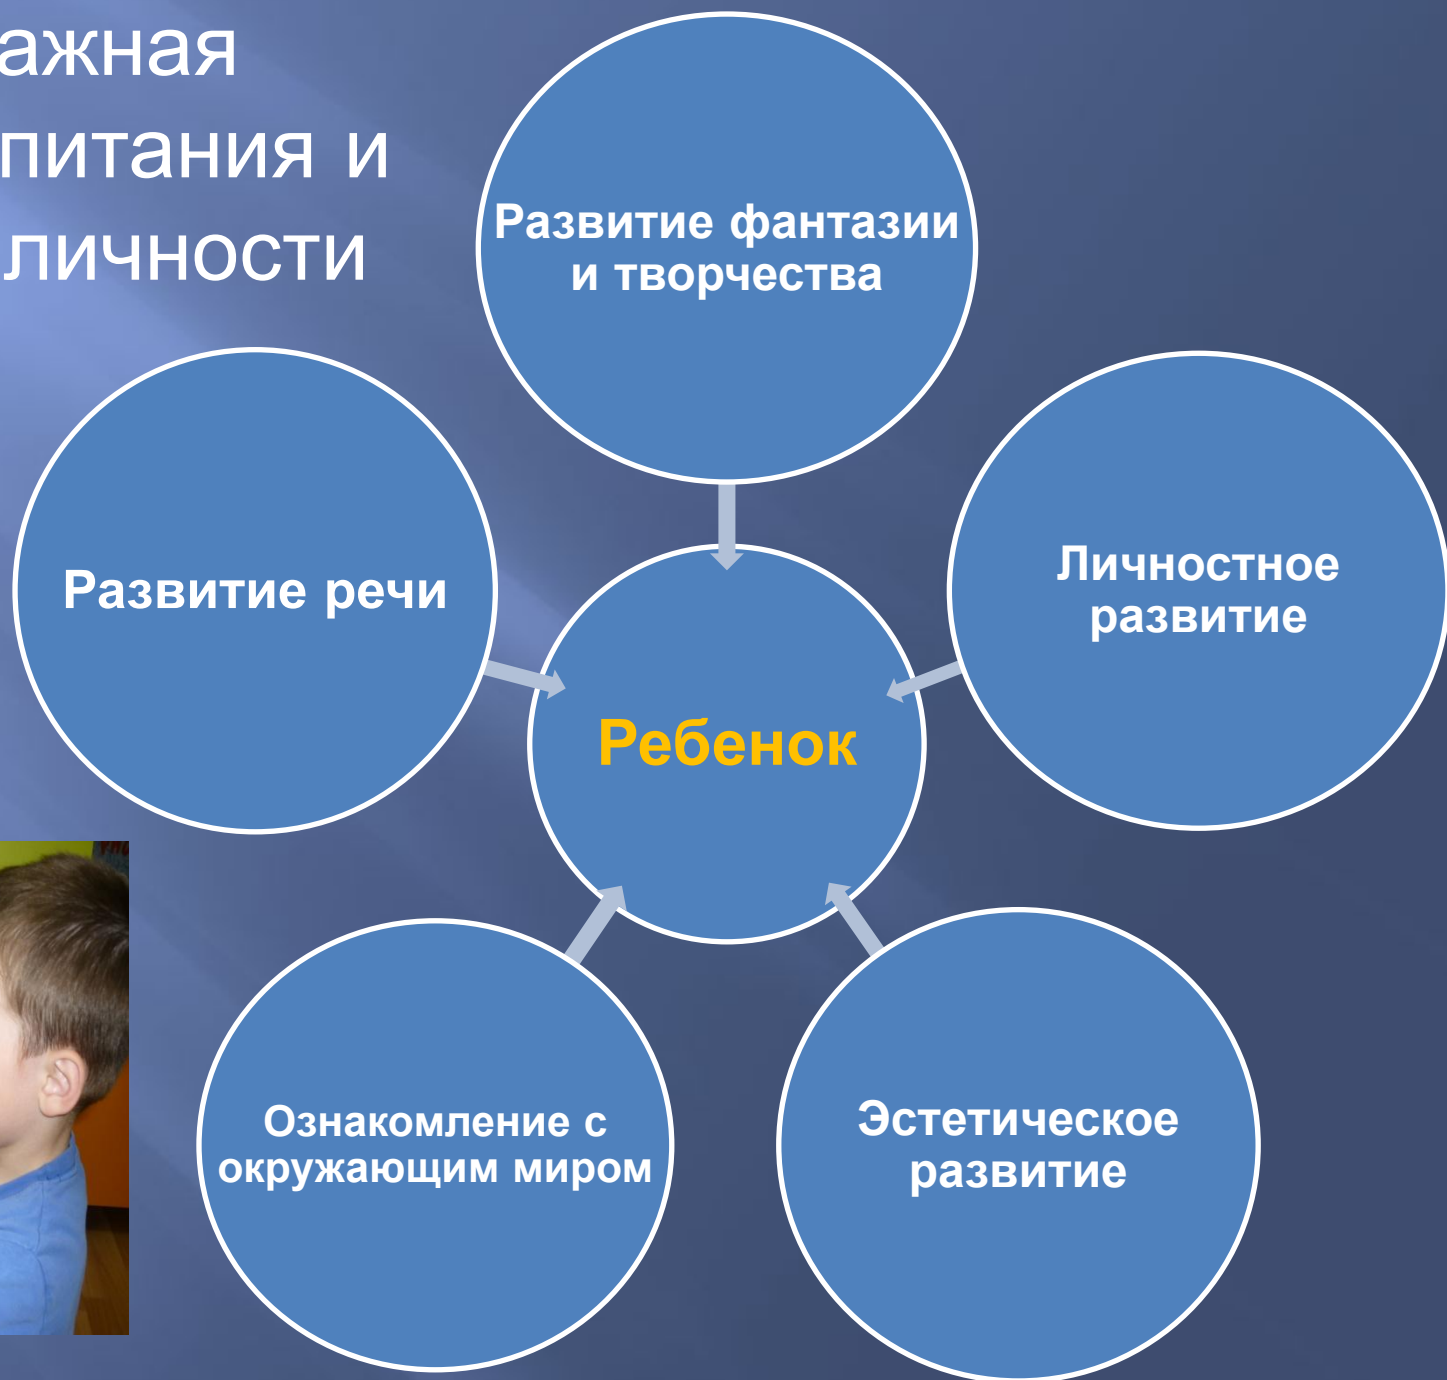 ажная
питания и
личности
Развитие фантазии
и творчества
Развитие речи
Личностное
развитие
Ребенок
Ознакомление с
окружающим миром
Эстетическое
развитие